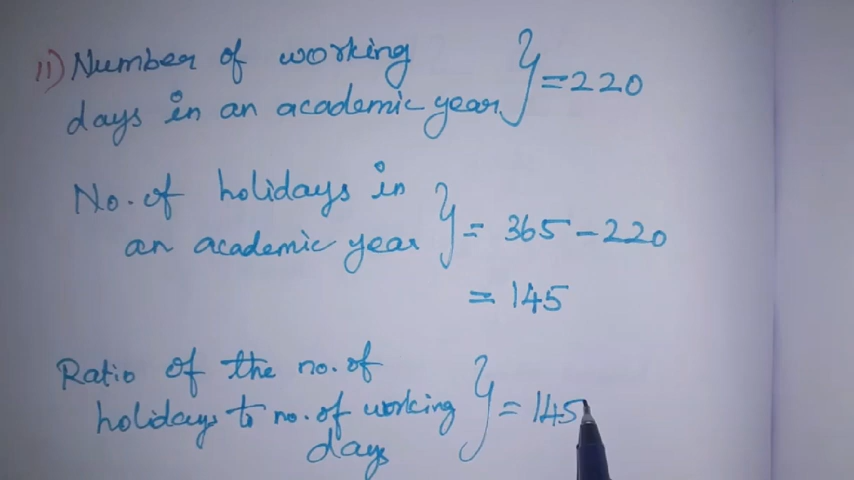 11) Number of working
days in an academic year } = 220
No. of holidays in
an academic year } = 365 - 220
= 145
Ratio of the no. of
holidays to no. of working } = 145
days